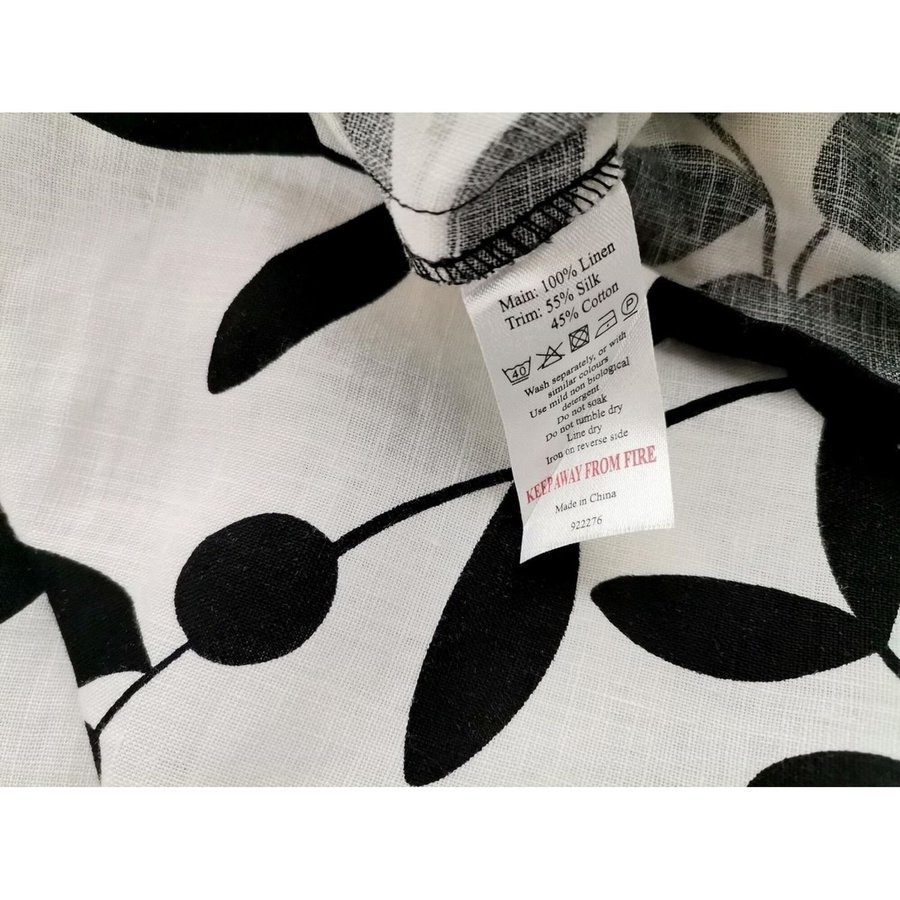 Main: 100% Linen
Trim: 55% Silk
45% Cotton
40 P
Wash separately, or with
similar colours
Use mild non biological
detergent
Do not soak
Do not tumble dry
Line dry
Iron on reverse side
KEEP AWAY FROM FIRE
Made in China
922276